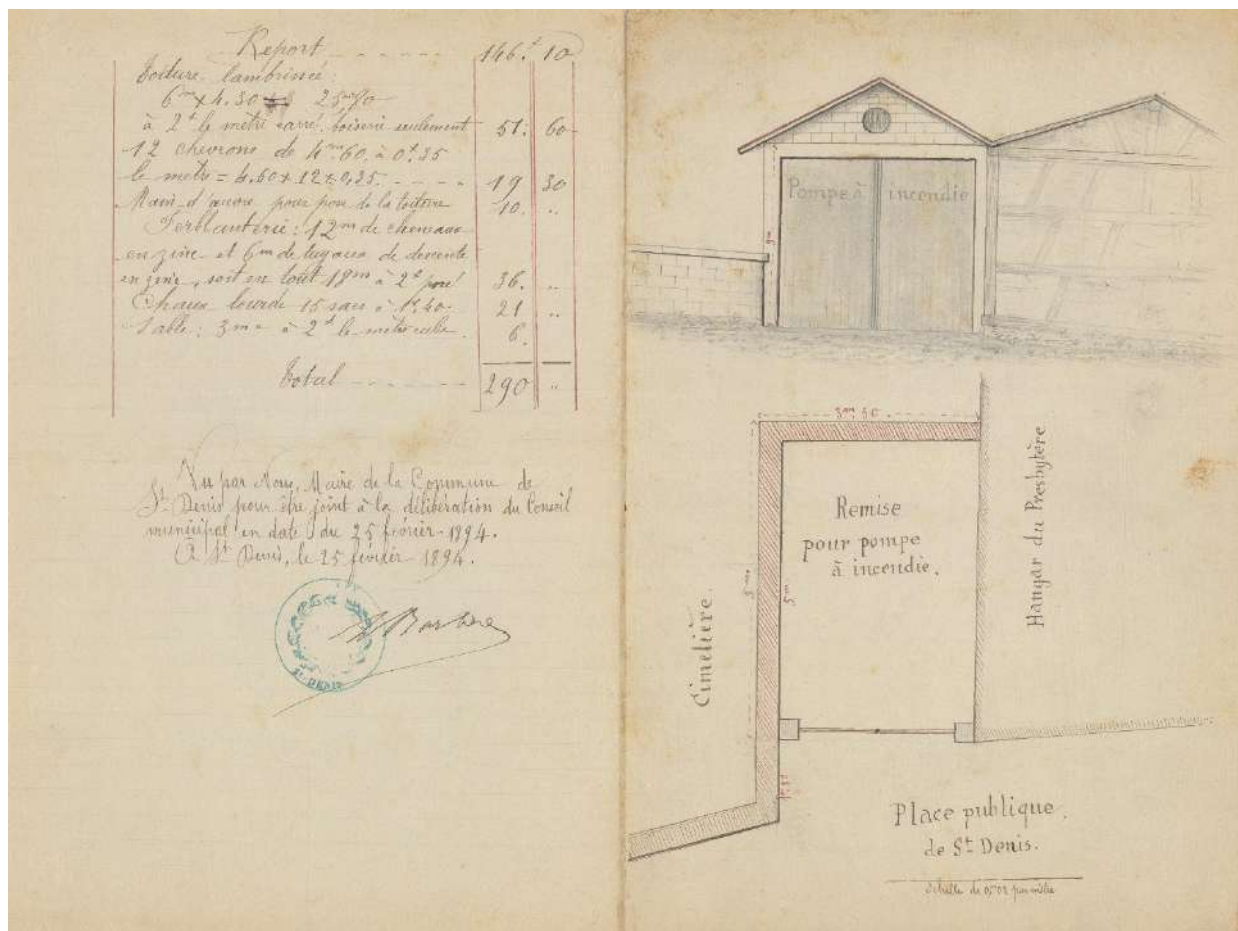 Report 146.f 10
Toiture lambrissée:
6m × 4.30 25mq80
à 2f le mètre carré, boiserie seulement 51. 60
12 chevrons de 4m.60 à 0f.35
le mètre = 4.60 × 12 × 0,35. 19 30
Main-d'œuvre pour pose de la toiture 10. "
Ferblanterie: 12m de cheneaux
en zinc et 6m de tuyaux de descente
en zinc, soit en tout 18m à 2f posé 36. "
Chaux lourde 15 sacs à 1f.40. 21 "
Sable: 3m à 2f le mètre cube. 6.
Total 290 "
Vu par Nous, Maire de la Commune de
St Denis pour être joint à la délibération du Conseil
municipal en date du 25 février 1894.
A St Denis, le 25 février 1894.
ST DENIS
Pompe à incendie
3m
3m.50
Remise
pour pompe
à incendie.
5m
5m
Cimetière.
Hangar du Presbytère
Place publique.
de St Denis.
Echelle de 0m02 par mètre